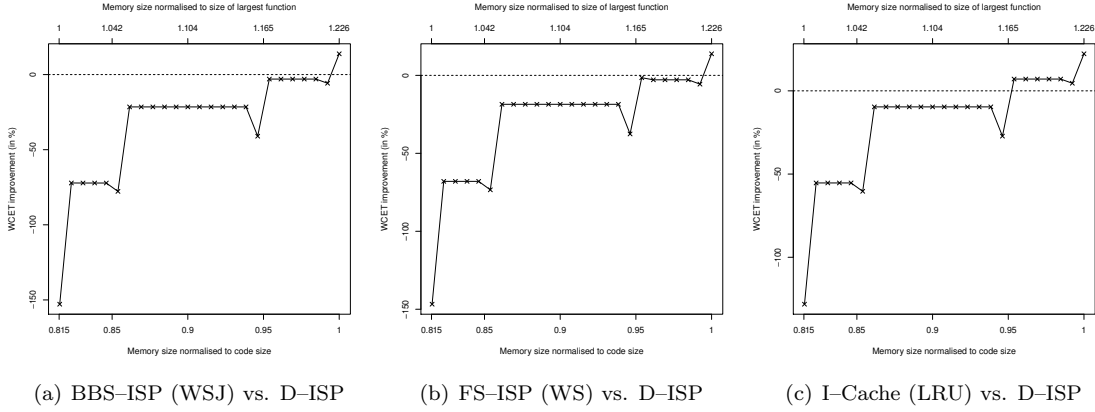 Memory size normalised to size of largest function
1 1.042 1.104 1.165 1.226
0
−50
−100
−150
WCET improvement (in %)
0.815 0.85 0.9 0.95 1
Memory size normalised to code size
(a) BBS–ISP (WSJ) vs. D–ISP
Memory size normalised to size of largest function
1 1.042 1.104 1.165 1.226
0
−50
−100
−150
WCET improvement (in %)
0.815 0.85 0.9 0.95 1
Memory size normalised to code size
(b) FS–ISP (WS) vs. D–ISP
Memory size normalised to size of largest function
1 1.042 1.104 1.165 1.226
0
−50
−100
WCET improvement (in %)
0.815 0.85 0.9 0.95 1
Memory size normalised to code size
(c) I–Cache (LRU) vs. D–ISP